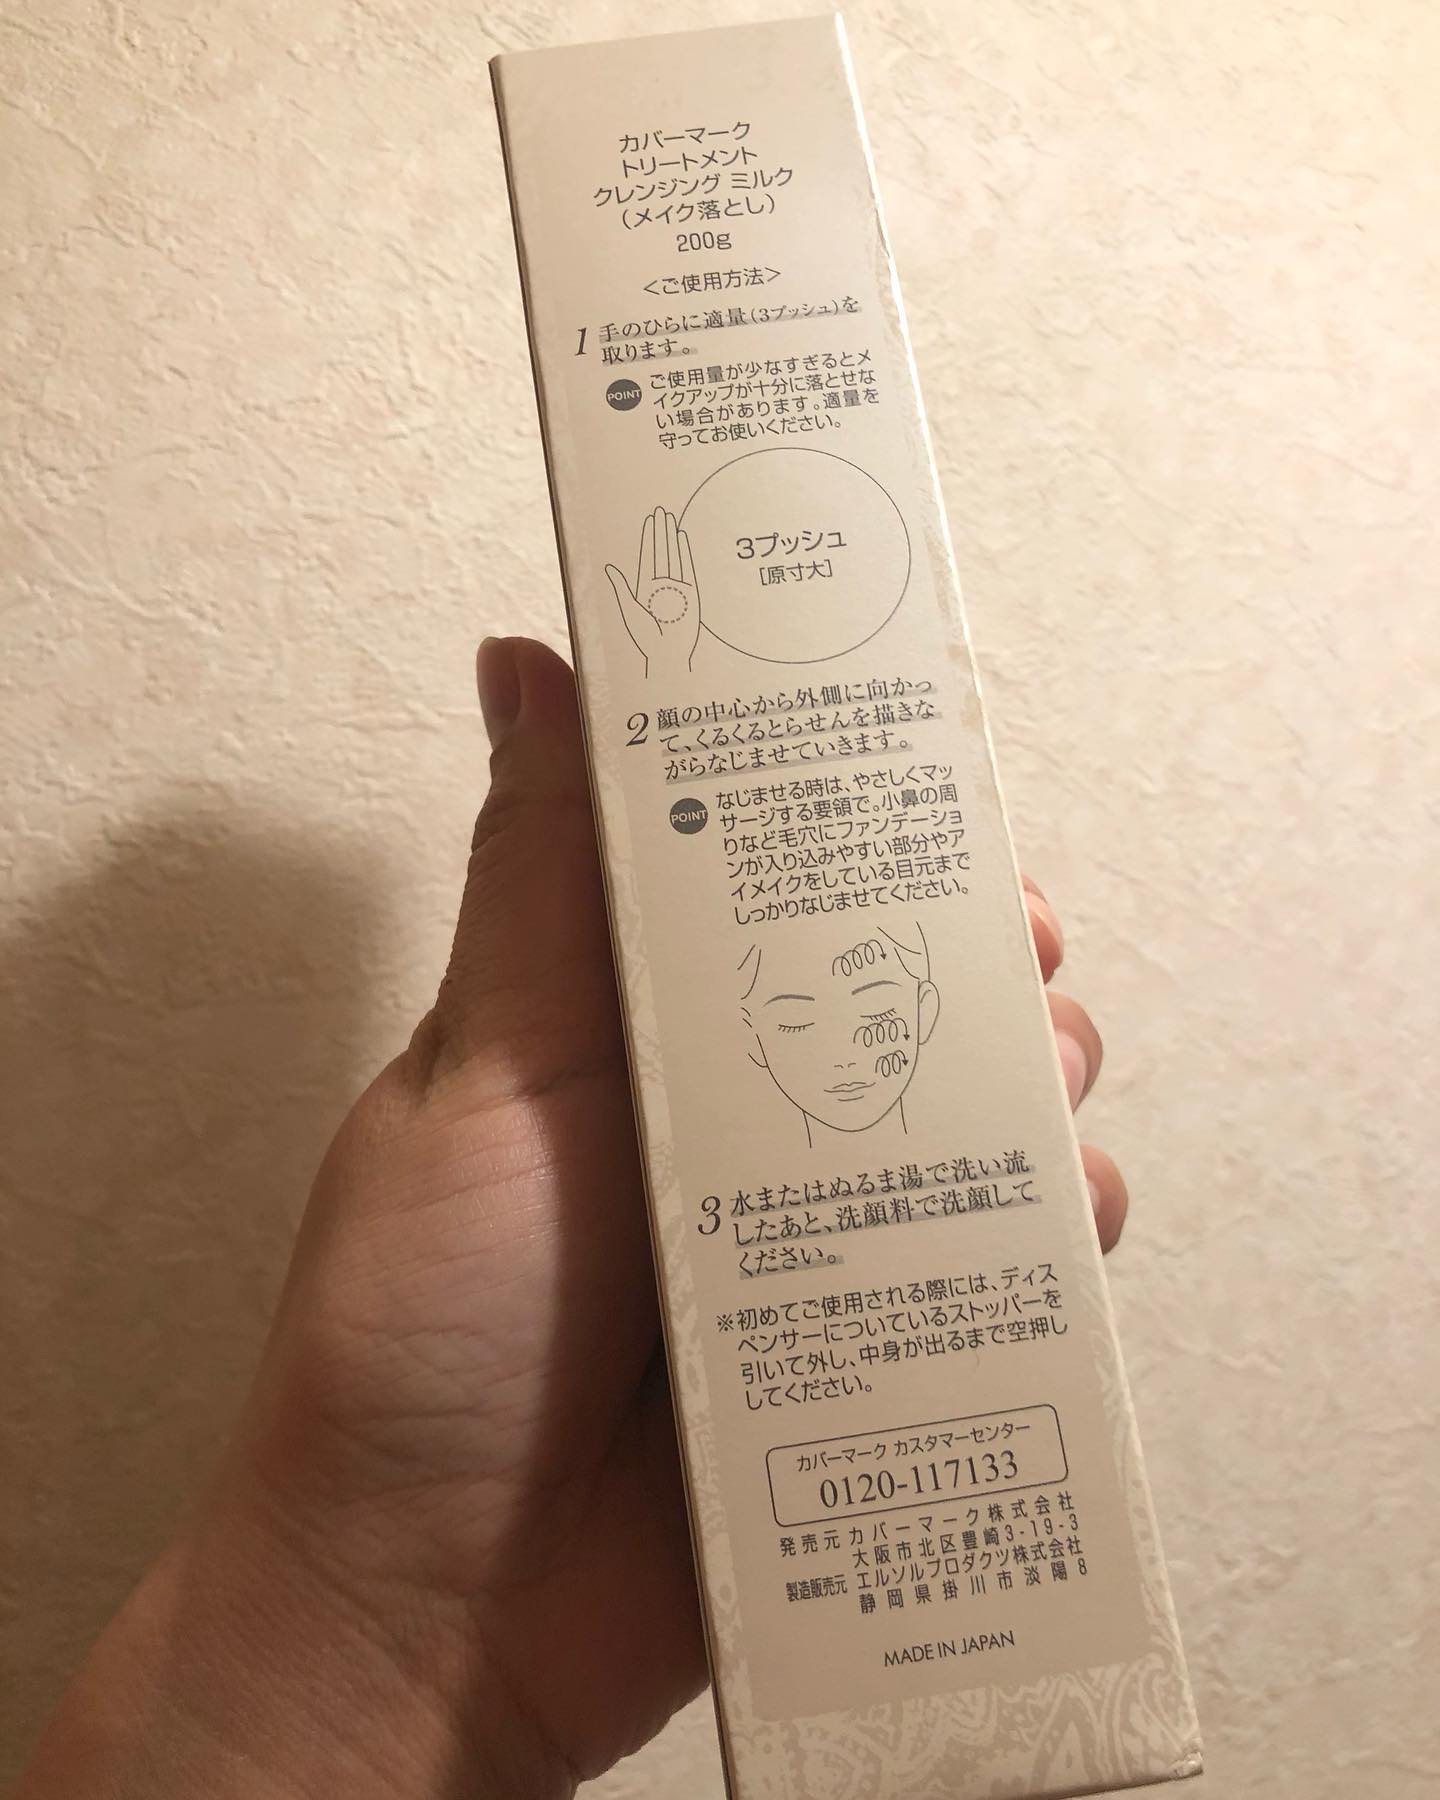 カバーマーク
トリートメント
クレンジング ミルク
（メイク落とし）
200g
＜ご使用方法＞
1 手のひらに適量（3プッシュ）を
取ります。
POINT ご使用量が少なすぎるとメ
イクアップが十分に落とせな
い場合があります。適量を
守ってお使いください。
3プッシュ
［原寸大］
2 顔の中心から外側に向かっ
て、くるくるとらせんを描きな
がらなじませていきます。
POINT なじませる時は、やさしくマッ
サージする要領で。小鼻の周
りなど毛穴にファンデーショ
ンが入り込みやすい部分やア
イメイクをしている目元まで
しっかりなじませてください。
3 水またはぬるま湯で洗い流
したあと、洗顔料で洗顔して
ください。
※初めてご使用される際には、ディス
ペンサーについているストッパーを
引いて外し、中身が出るまで空押し
してください。
カバーマーク カスタマーセンター
0120-117133
発売元 カバーマーク株式会社
大阪市北区豊崎3-19-3
製造販売元 エルソルプロダクツ株式会社
静岡県掛川市淡陽8
MADE IN JAPAN